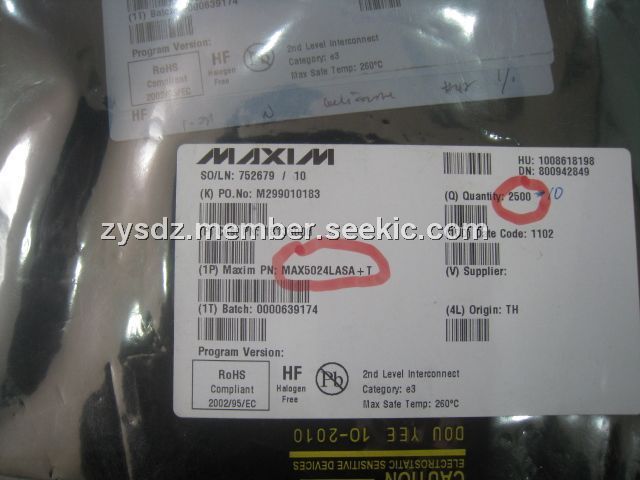 (1T) Batch: 0000639174
Program Version:
RoHS
Compliant
2002/95/EC
HF
Halogen
Free
Pb
2nd Level Interconnect
Category: e3
Max Safe Temp: 260°C
HF
MAXIM
SO/LN: 752679 / 10
HU: 1008618198
DN: 800942849
(K) PO.No: M299010183
(Q) Quantity: 2500 -10
zysdz.member.seekic.com
Code: 1102
(1P) Maxim PN: MAX5024LASA+T
(V) Supplier:
(1T) Batch: 0000639174
(4L) Origin: TH
Program Version:
RoHS
Compliant
2002/95/EC
HF
Halogen
Free
Pb
2nd Level Interconnect
Category: e3
Max Safe Temp: 260°C
DOU YEE 10-2010
ELECTROSTATIC SENSITIVE DEVICES
CAUTION